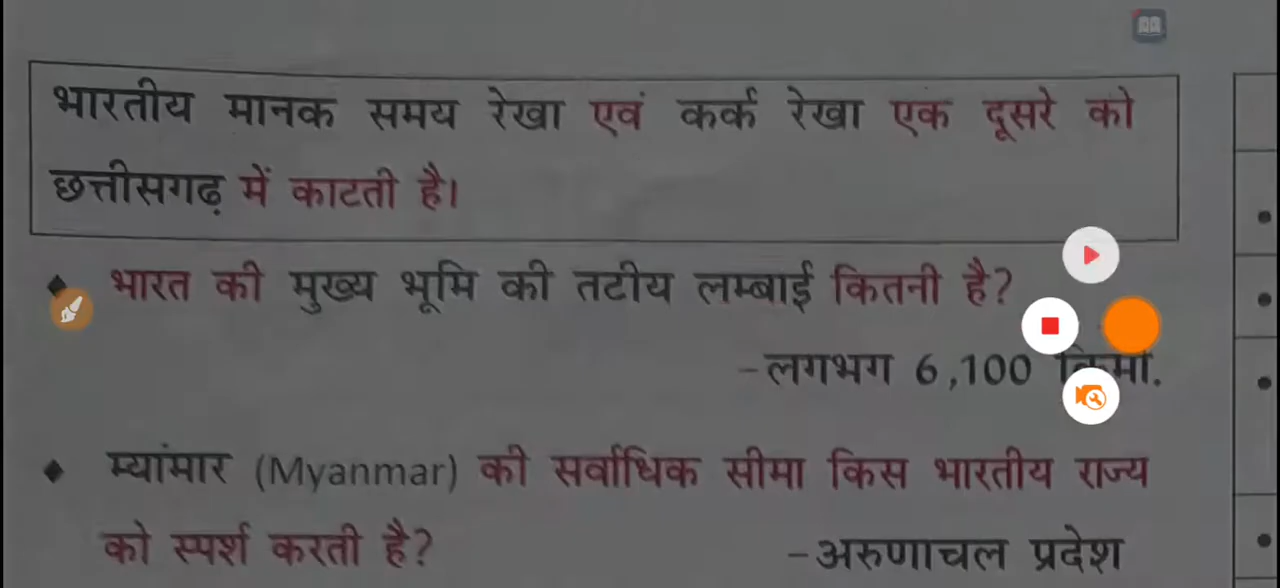 भारतीय मानक समय रेखा एवं कर्क रेखा एक दूसरे को
छत्तीसगढ़ में काटती है।
भारत की मुख्य भूमि की तटीय लम्बाई कितनी है?
-लगभग 6,100 किमी.
म्यांमार (Myanmar) की सर्वाधिक सीमा किस भारतीय राज्य
को स्पर्श करती है? -अरुणाचल प्रदेश